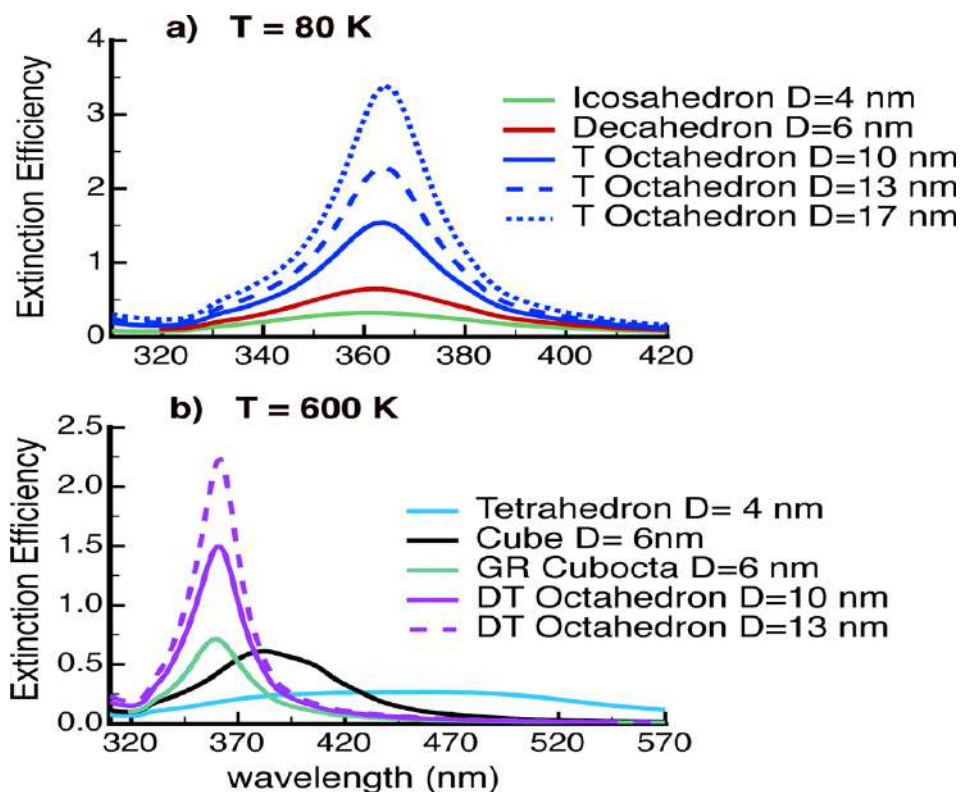 a) T = 80 K
Extinction Efficiency
4
3
2
1
0
320 340 360 380 400 420
Icosahedron D=4 nm
Decahedron D=6 nm
T Octahedron D=10 nm
T Octahedron D=13 nm
T Octahedron D=17 nm
b) T = 600 K
Extinction Efficiency
2.5
2.0
1.5
1.0
0.5
0.0
320 370 420 470 520 570
Tetrahedron D= 4 nm
Cube D= 6nm
GR Cubocta D=6 nm
DT Octahedron D=10 nm
DT Octahedron D=13 nm
wavelength (nm)